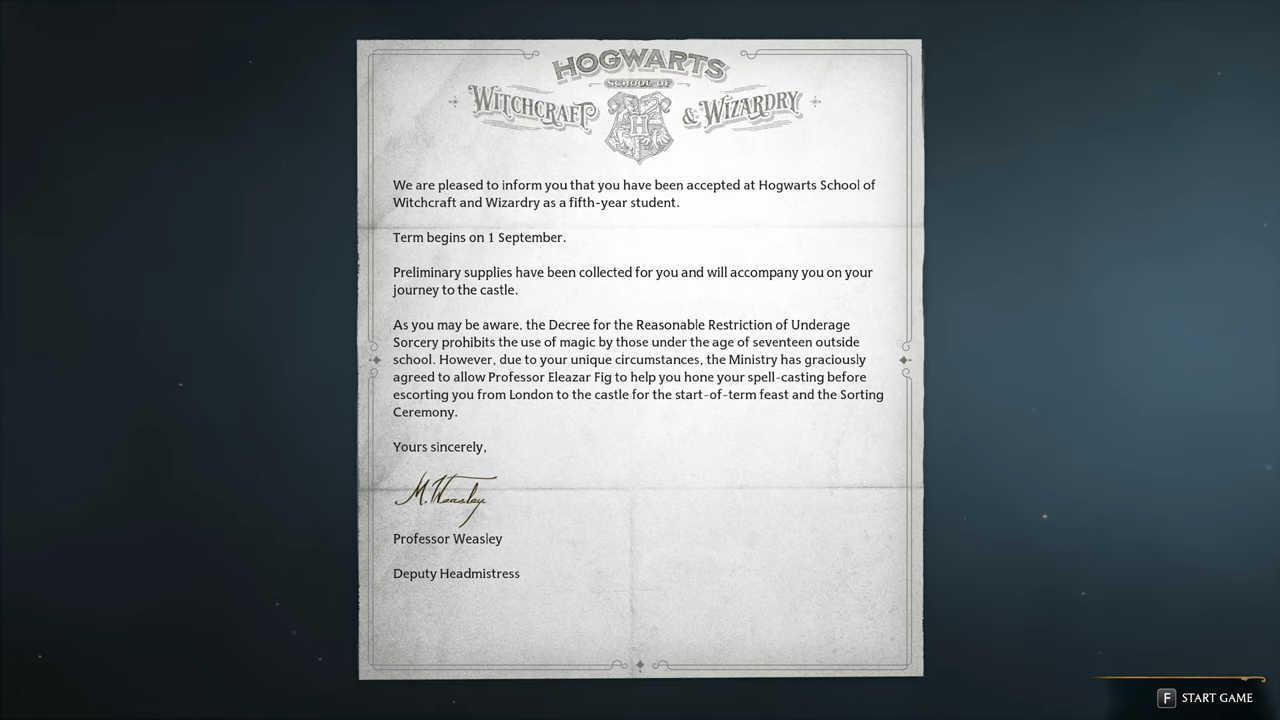 HOGWARTS
SCHOOL OF
WITCHCRAFT & WIZARDRY
H
We are pleased to inform you that you have been accepted at Hogwarts School of
Witchcraft and Wizardry as a fifth-year student.
Term begins on 1 September.
Preliminary supplies have been collected for you and will accompany you on your
journey to the castle.
As you may be aware, the Decree for the Reasonable Restriction of Underage
Sorcery prohibits the use of magic by those under the age of seventeen outside
school. However, due to your unique circumstances, the Ministry has graciously
agreed to allow Professor Eleazar Fig to help you hone your spell-casting before
escorting you from London to the castle for the start-of-term feast and the Sorting
Ceremony.
Yours sincerely,
M. Weasley
Professor Weasley
Deputy Headmistress
F START GAME